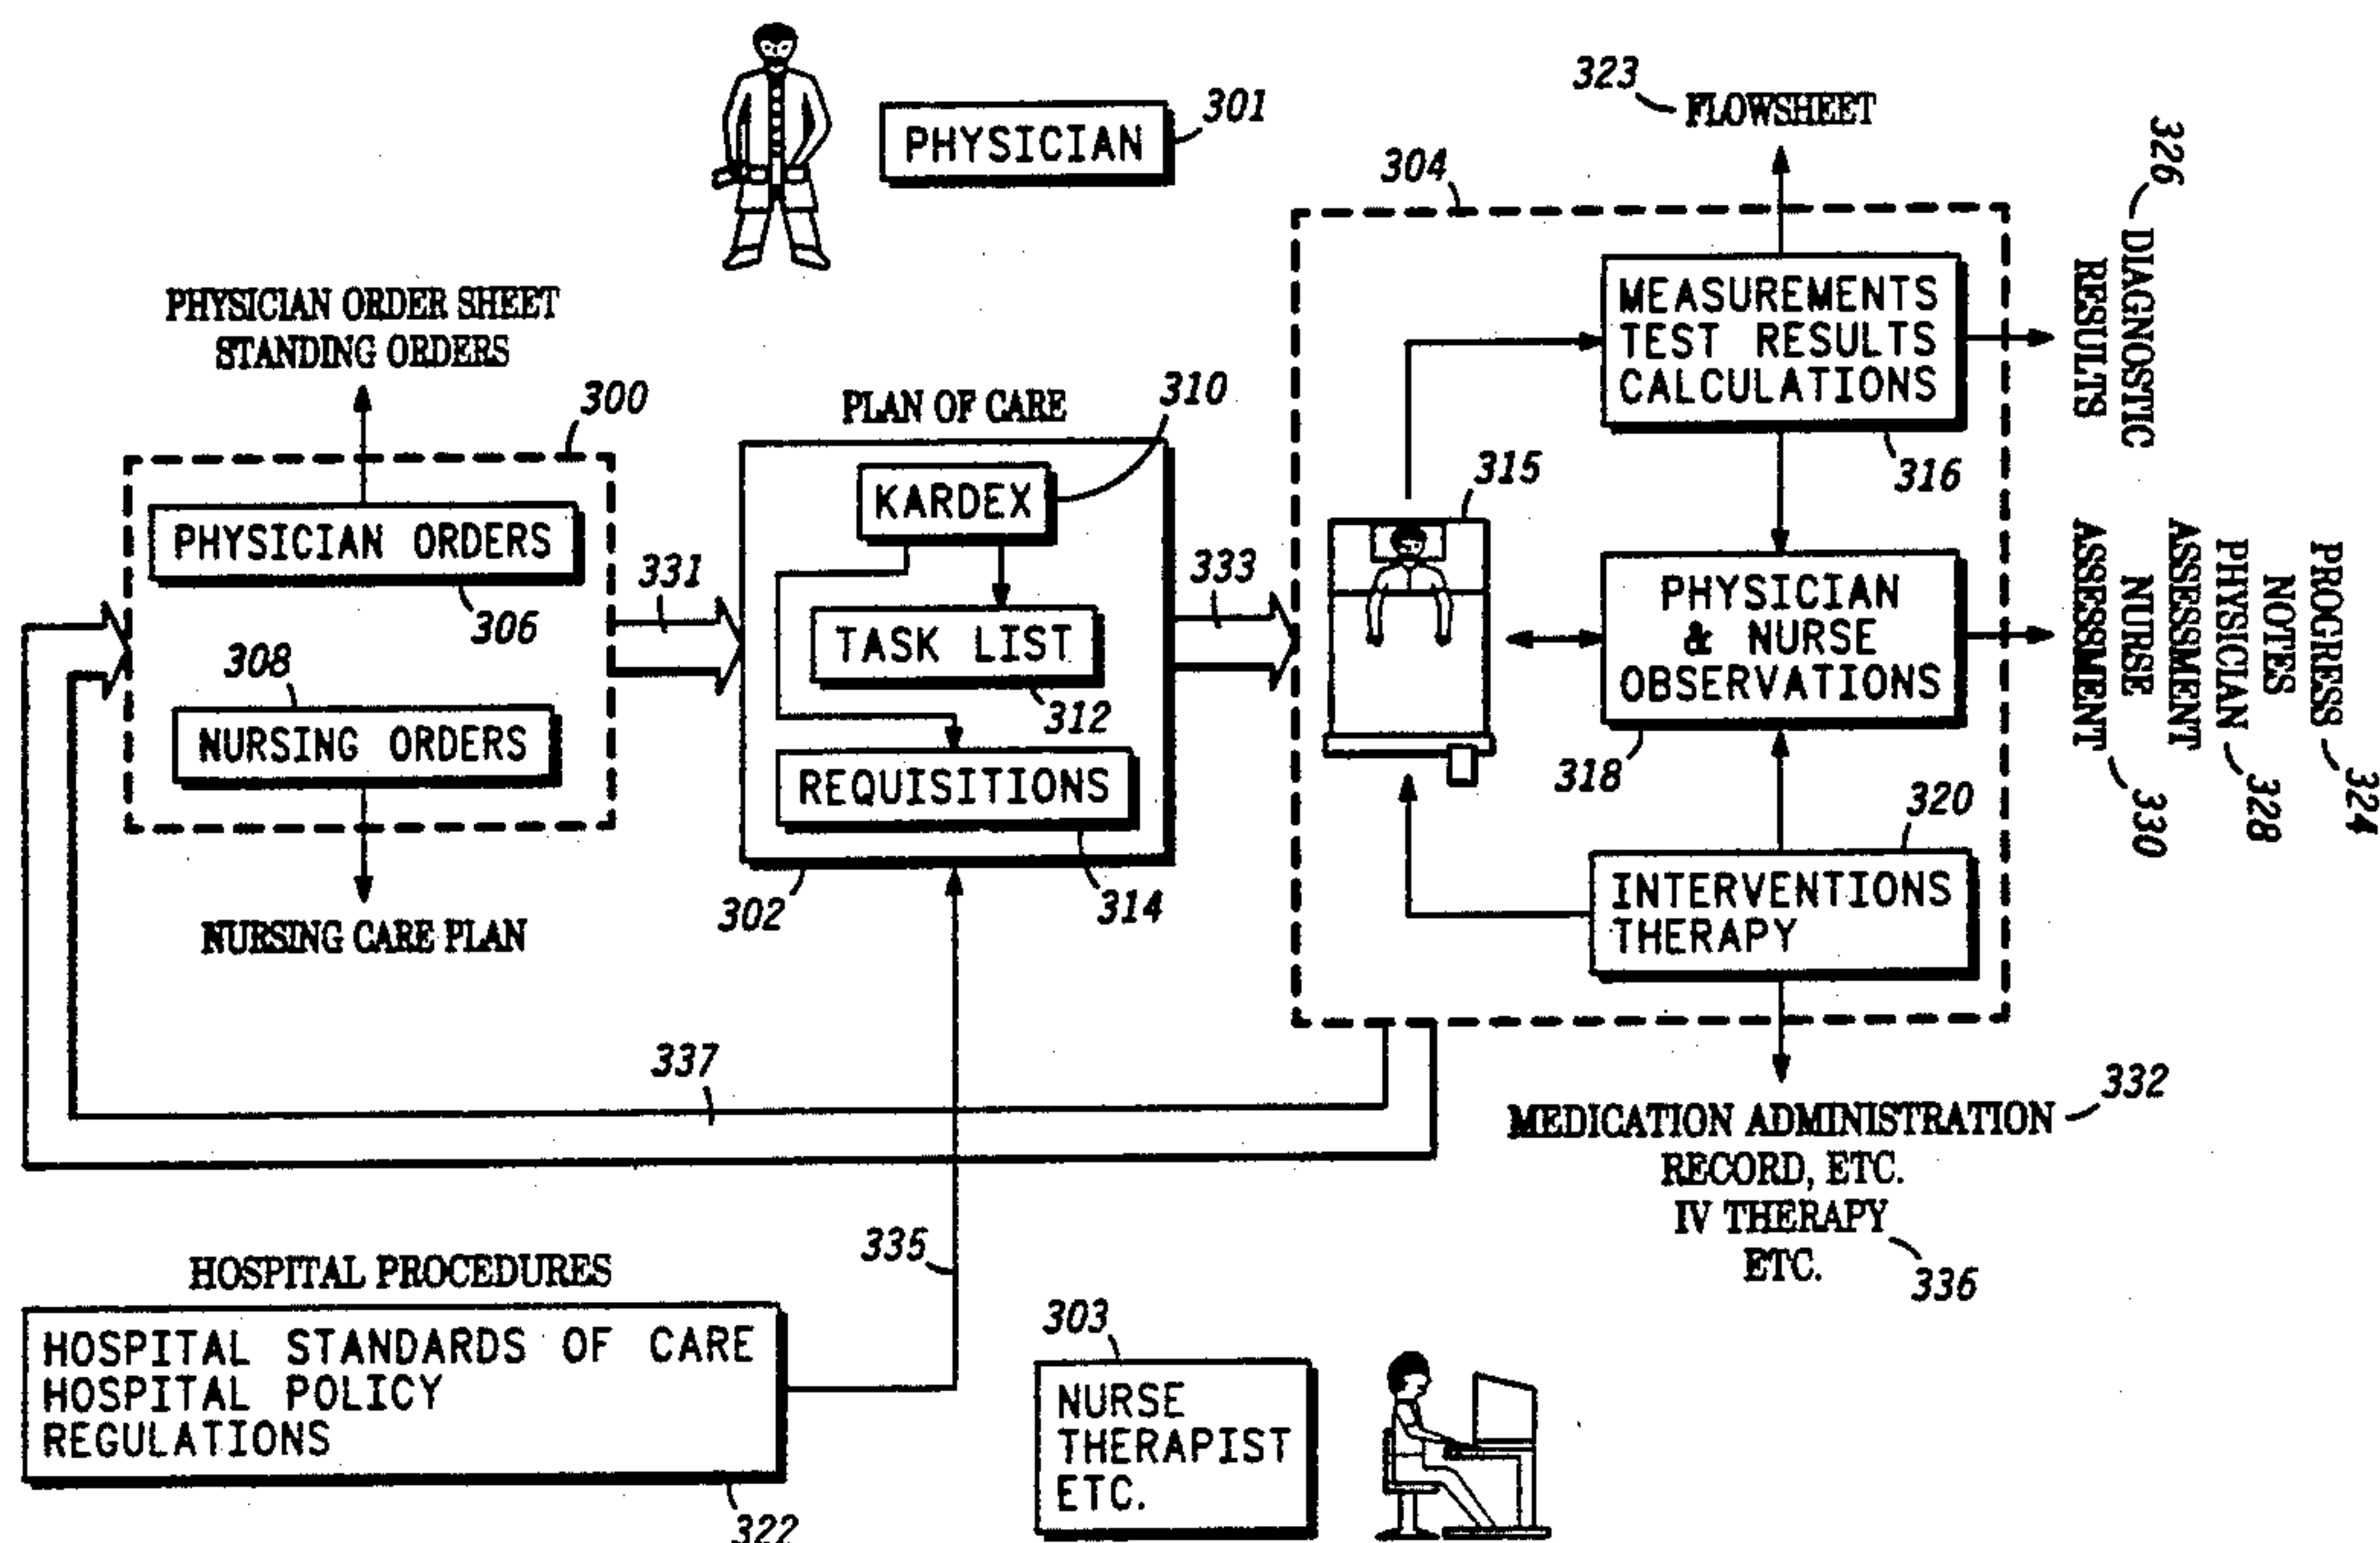 301
PHYSICIAN
323
FLOWSHEET
304
326
DIAGNOSTIC
RESULTS
MEASUREMENTS
TEST RESULTS
CALCULATIONS
316
PHYSICIAN ORDER SHEET
STANDING ORDERS
300
PHYSICIAN ORDERS
306
308
NURSING ORDERS
NURSING CARE PLAN
331
PLAN OF CARE
310
KARDEX
TASK LIST
312
REQUISITIONS
302
314
333
315
PHYSICIAN
& NURSE
OBSERVATIONS
318
PROGRESS
NOTES
324
PHYSICIAN
ASSESSMENT
328
NURSE
ASSESSMENT
330
320
INTERVENTIONS
THERAPY
337
MEDICATION ADMINISTRATION
332
RECORD, ETC.
IV THERAPY
ETC.
336
335
HOSPITAL PROCEDURES
HOSPITAL STANDARDS OF CARE
HOSPITAL POLICY
REGULATIONS
322
303
NURSE
THERAPIST
ETC.